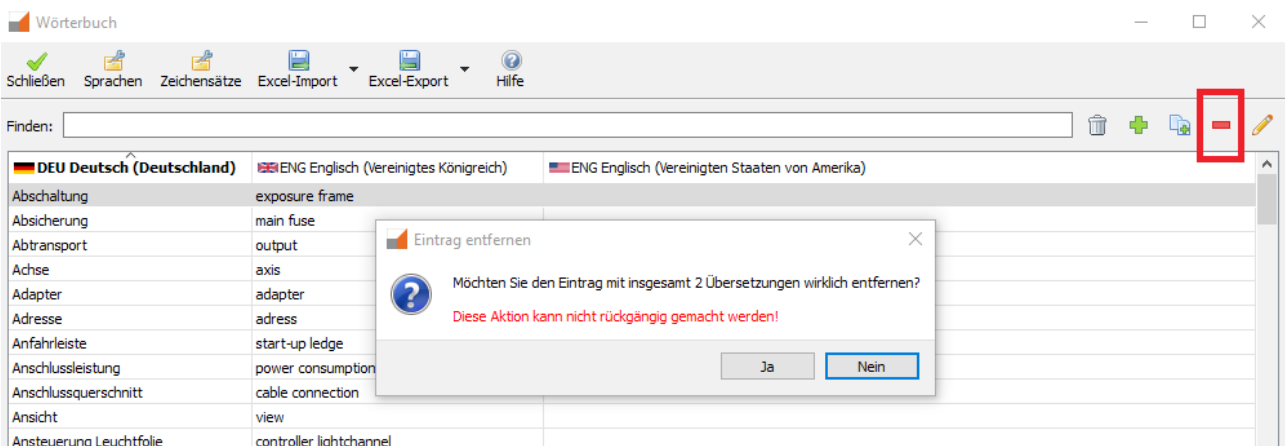 Wörterbuch
Schließen Sprachen Zeichensätze Excel-Import Excel-Export Hilfe
Finden:
DEU Deutsch (Deutschland) ENG Englisch (Vereinigtes Königreich) ENG Englisch (Vereinigten Staaten von Amerika)
Abschaltung exposure frame
Absicherung main fuse
Abtransport output
Achse axis
Adapter adapter
Adresse adress
Anfahrleiste start-up ledge
Anschlussleistung power consumption
Anschlussquerschnitt cable connection
Ansicht view
Ansteuerung Leuchtfolie controller lightchannel
Eintrag entfernen
Möchten Sie den Eintrag mit insgesamt 2 Übersetzungen wirklich entfernen?
Diese Aktion kann nicht rückgängig gemacht werden!
Ja Nein